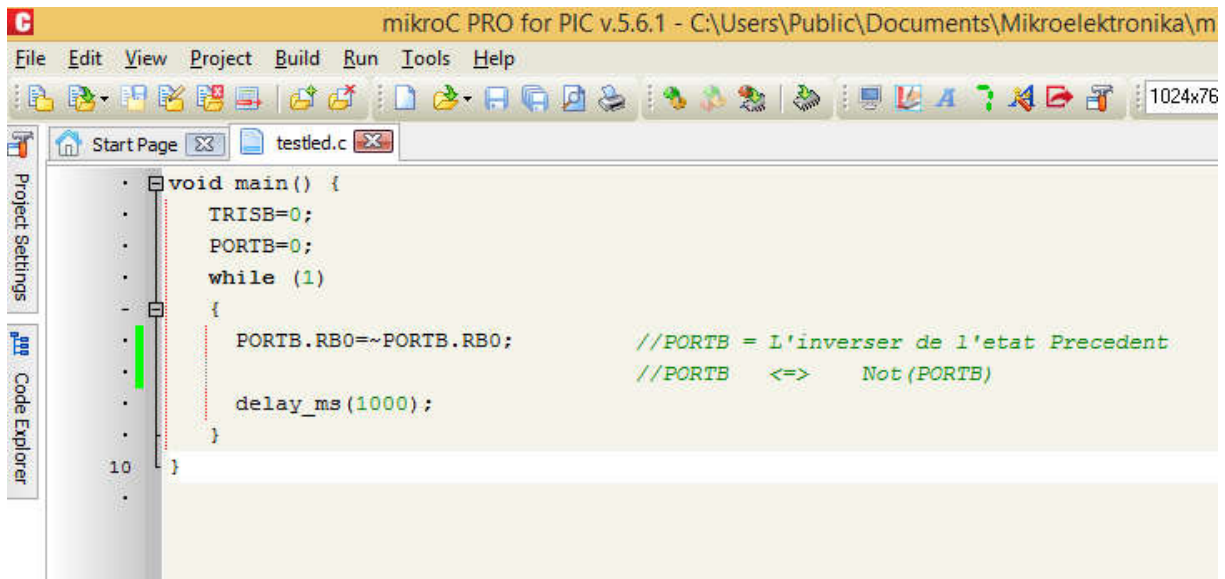 mikroC PRO for PIC v.5.6.1 - C:\Users\Public\Documents\Mikroelektronika\m
File Edit View Project Build Run Tools Help
1024x76
Start Page testled.c
Project Settings
Code Explorer
void main() {
TRISB=0;
PORTB=0;
while (1)
{
PORTB.RB0=~PORTB.RB0; //PORTB = L'inverser de l'etat Precedent
//PORTB <=> Not(PORTB)
delay_ms(1000);
}
10 }